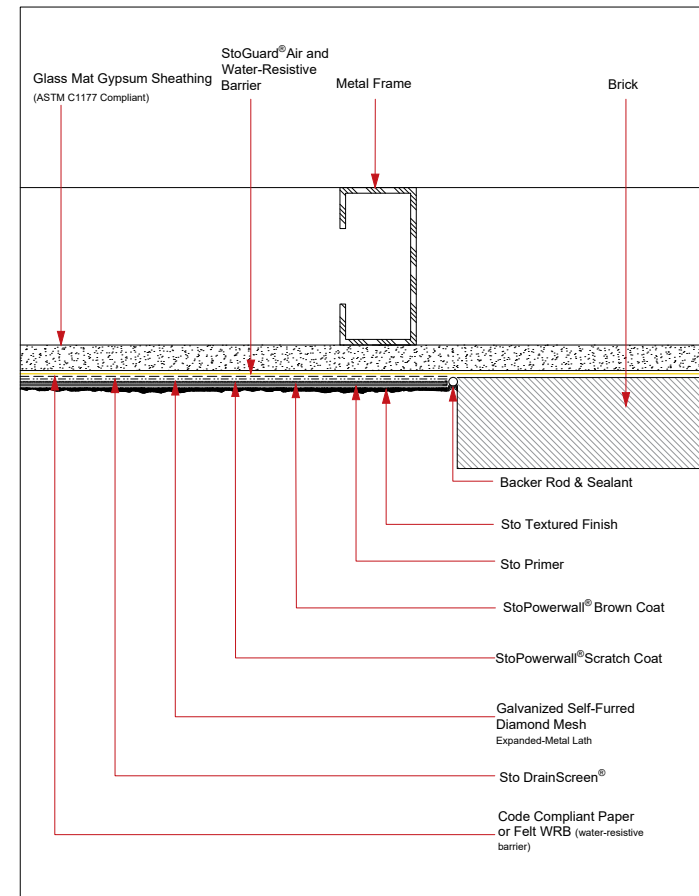 StoGuard®Air and
Water-Resistive
Barrier
Glass Mat Gypsum Sheathing
(ASTM C1177 Compliant)
Metal Frame
Brick
Backer Rod & Sealant
Sto Textured Finish
Sto Primer
StoPowerwall® Brown Coat
StoPowerwall®Scratch Coat
Galvanized Self-Furred
Diamond Mesh
Expanded-Metal Lath
Sto DrainScreen®
Code Compliant Paper
or Felt WRB (water-resistive
barrier)